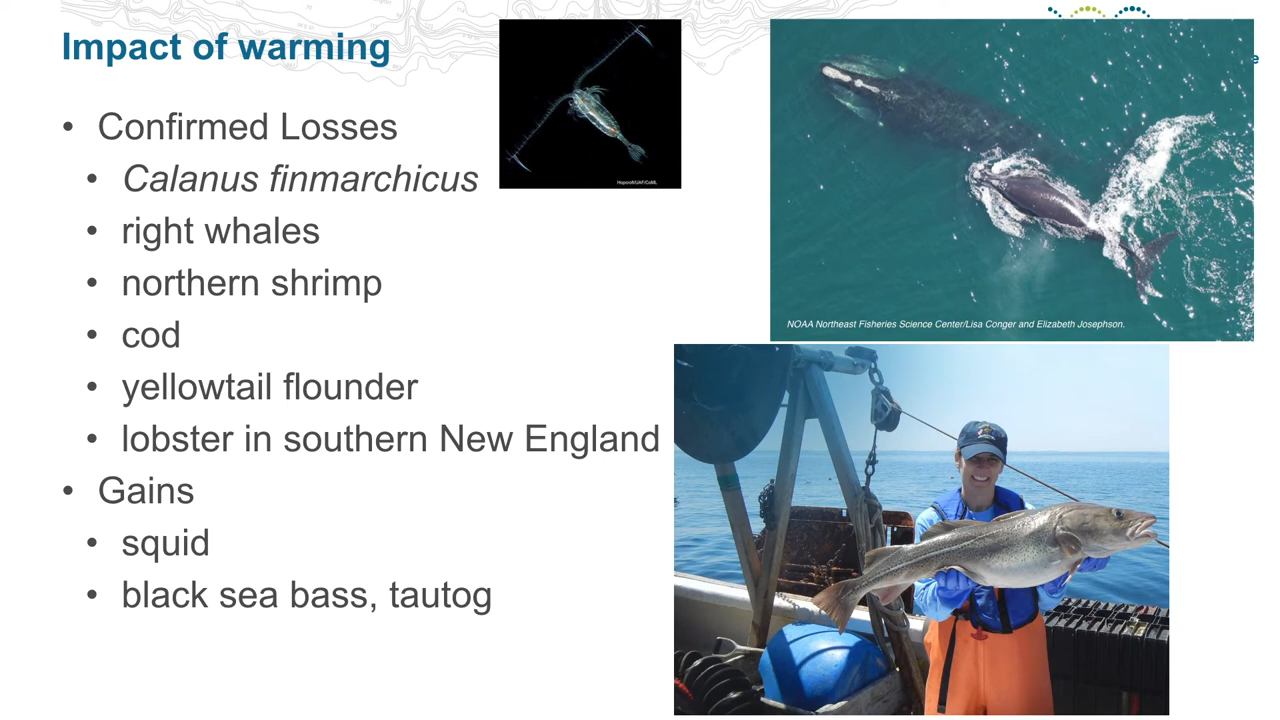 Impact of warming
• Confirmed Losses
• Calanus finmarchicus
• right whales
• northern shrimp
• cod
• yellowtail flounder
• lobster in southern New England
• Gains
• squid
• black sea bass, tautog
NOAA Northeast Fisheries Science Center/Lisa Conger and Elizabeth Josephson.